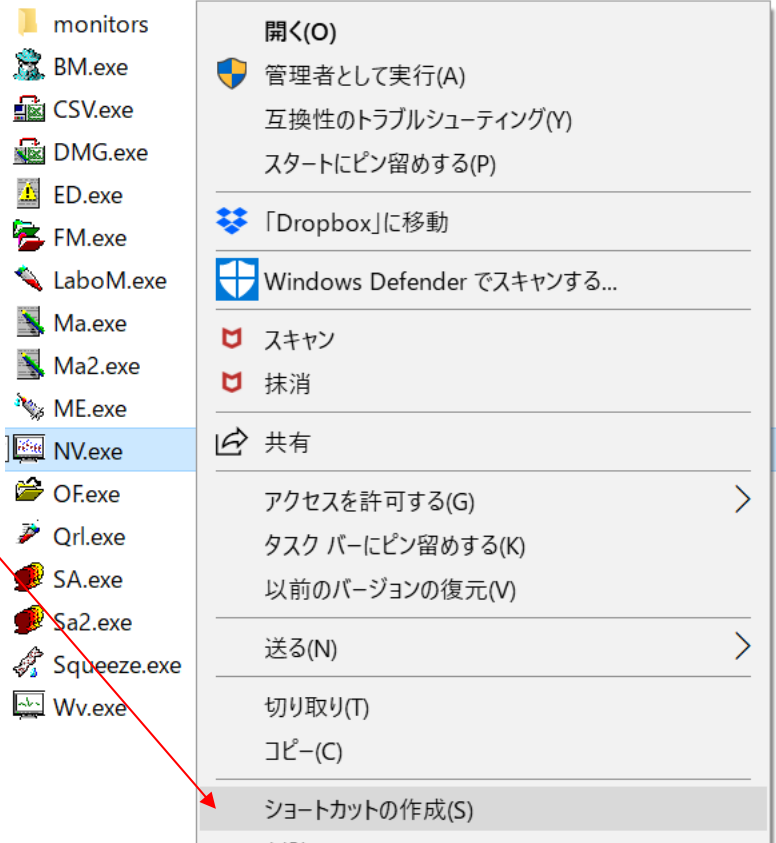 monitors
BM.exe
CSV.exe
DMG.exe
ED.exe
FM.exe
LaboM.exe
Ma.exe
Ma2.exe
ME.exe
NV.exe
OF.exe
Qrl.exe
SA.exe
Sa2.exe
Squeeze.exe
Wv.exe
開く(O)
管理者として実行(A)
互換性のトラブルシューティング(Y)
スタートにピン留めする(P)
「Dropbox」に移動
Windows Defender でスキャンする...
スキャン
抹消
共有
アクセスを許可する(G)
タスク バーにピン留めする(K)
以前のバージョンの復元(V)
送る(N)
切り取り(T)
コピー(C)
ショートカットの作成(S)